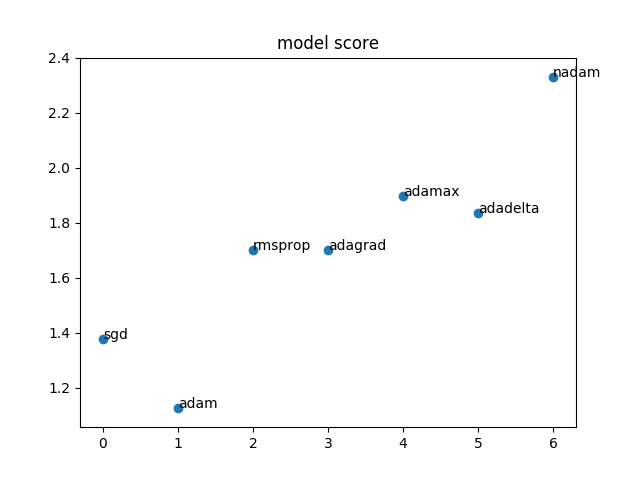 model score
2.4
nadam
2.2
2.0
adamax
adadelta
1.8
rmsprop
adagrad
1.6
1.4
sgd
1.2
adam
0 1 2 3 4 5 6